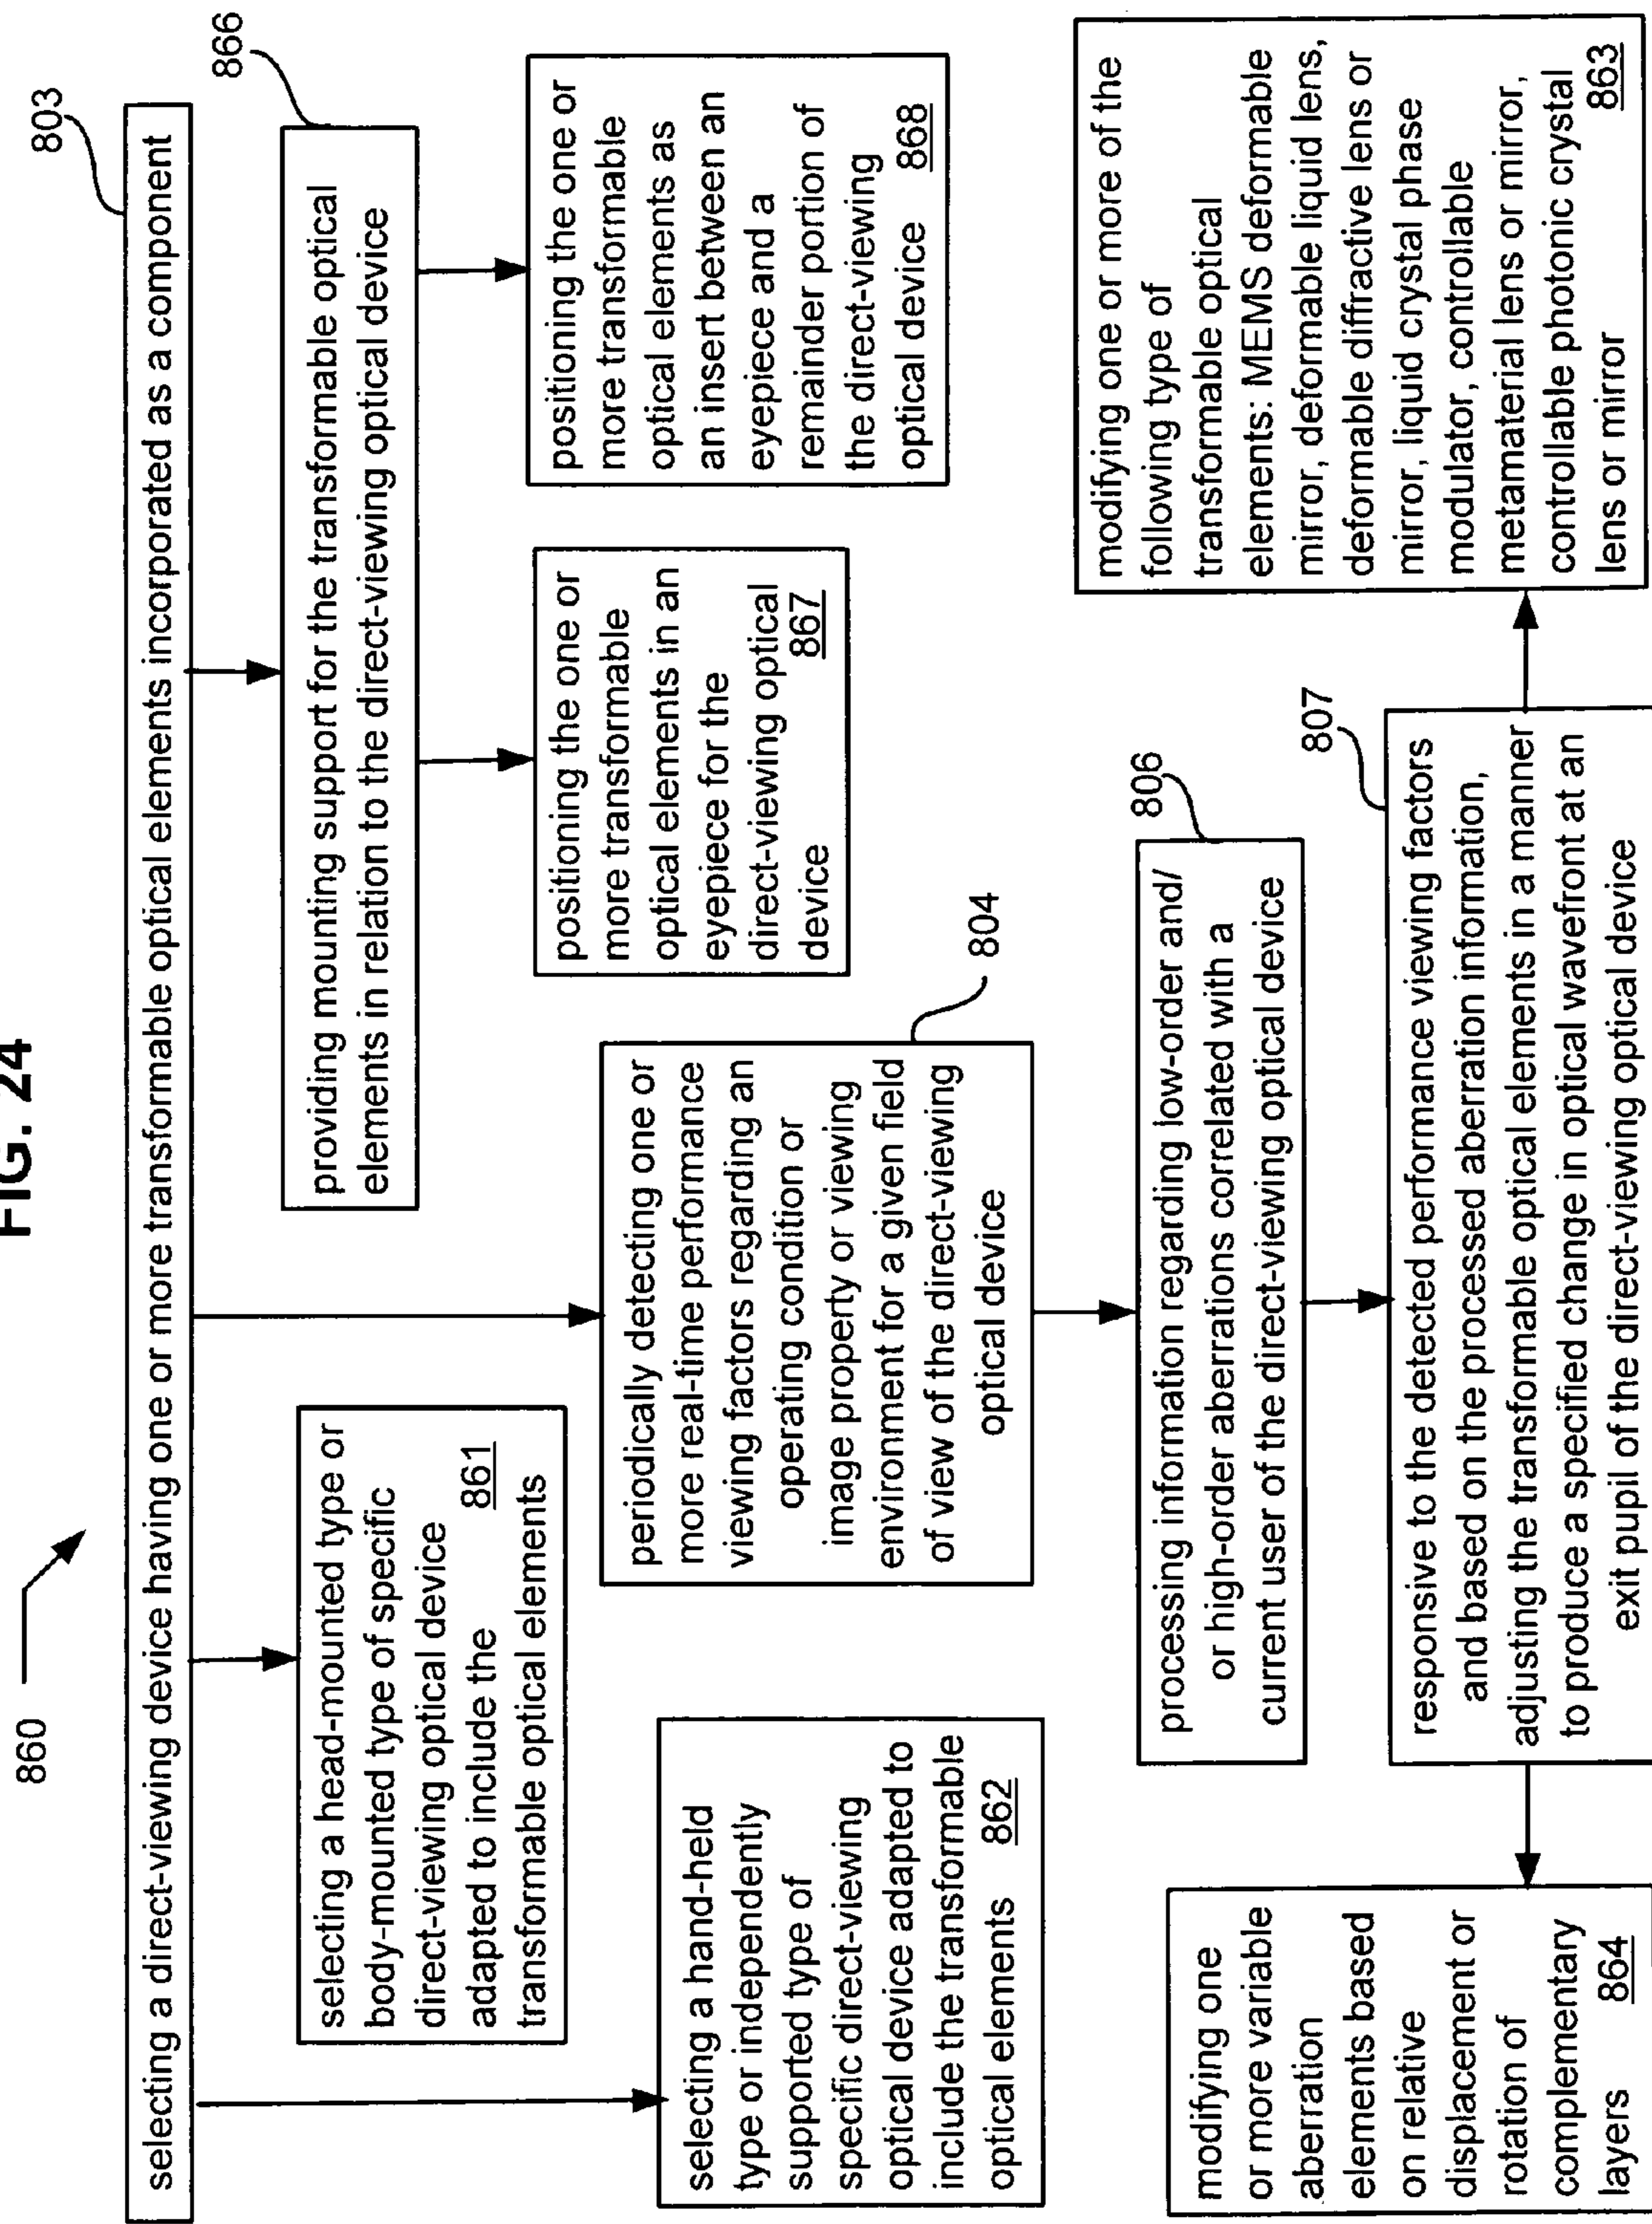 FIG. 24
860
803
selecting a direct-viewing device having one or more transformable optical elements incorporated as a component
866
providing mounting support for the transformable optical
elements in relation to the direct-viewing optical device
selecting a head-mounted type or
body-mounted type of specific
direct-viewing optical device
adapted to include the 861
transformable optical elements
selecting a hand-held
type or independently
supported type of
specific direct-viewing
optical device adapted to
include the transformable
optical elements 862
periodically detecting one or
more real-time performance
viewing factors regarding an
operating condition or
image property or viewing
environment for a given field
of view of the direct-viewing
optical device
804
positioning the one or
more transformable
optical elements in an
eyepiece for the
direct-viewing optical
device 867
positioning the one or
more transformable
optical elements as
an insert between an
eyepiece and a
remainder portion of
the direct-viewing
optical device 868
806
processing information regarding low-order and/
or high-order aberrations correlated with a
current user of the direct-viewing optical device
807
responsive to the detected performance viewing factors
and based on the processed aberration information,
adjusting the transformable optical elements in a manner
to produce a specified change in optical wavefront at an
exit pupil of the direct-viewing optical device
modifying one
or more variable
aberration
elements based
on relative
displacement or
rotation of
complementary
layers 864
modifying one or more of the
following type of
transformable optical
elements: MEMS deformable
mirror, deformable liquid lens,
deformable diffractive lens or
mirror, liquid crystal phase
modulator, controllable
metamaterial lens or mirror,
controllable photonic crystal
lens or mirror 863